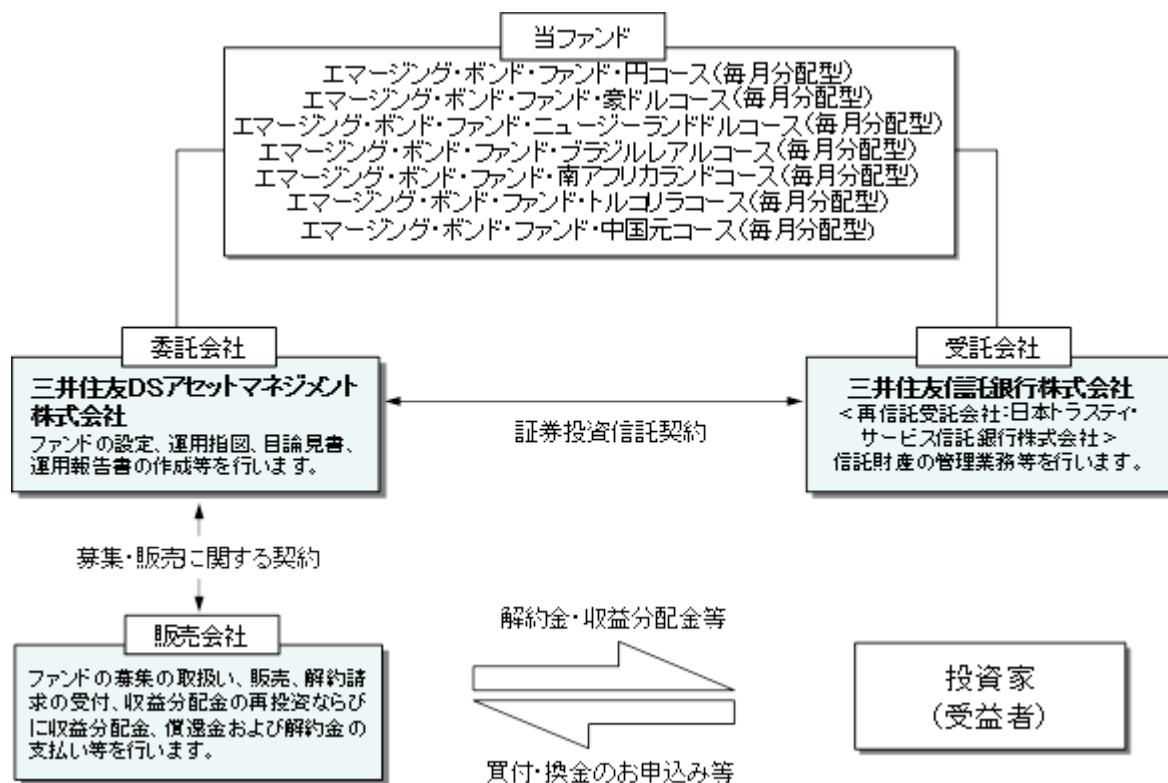 当ファンド
エマージング・ボンド・ファンド・円コース(毎月分配型)
エマージング・ボンド・ファンド・豪ドルコース(毎月分配型)
エマージング・ボンド・ファンド・ニュージーランドドルコース(毎月分配型)
エマージング・ボンド・ファンド・ブラジルレアルコース(毎月分配型)
エマージング・ボンド・ファンド・南アフリカランドコース(毎月分配型)
エマージング・ボンド・ファンド・トルコリラコース(毎月分配型)
エマージング・ボンド・ファンド・中国元コース(毎月分配型)
委託会社
三井住友DSアセットマネジメント
株式会社
ファンドの設定、運用指図、目論見書、
運用報告書の作成等を行います。
証券投資信託契約
受託会社
三井住友信託銀行株式会社
<再信託受託会社:日本トラスティ・
サービス信託銀行株式会社>
信託財産の管理業務等を行います。
募集・販売に関する契約
販売会社
ファンドの募集の取扱い、販売、解約請
求の受付、収益分配金の再投資ならび
に収益分配金、償還金および解約金の
支払い等を行います。
解約金・収益分配金等
買付・換金のお申込み等
投資家
(受益者)